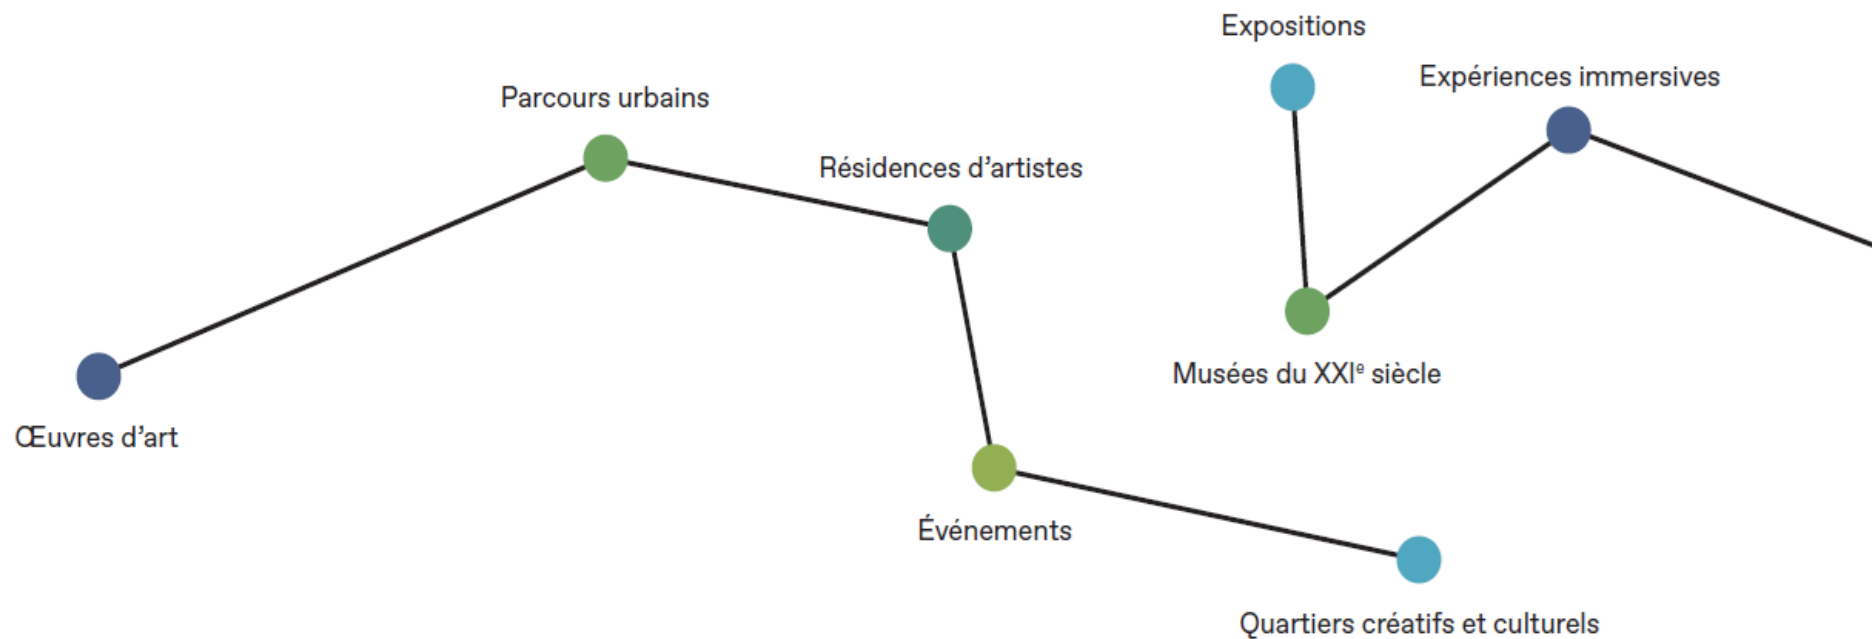 Expositions
Expériences immersives
Parcours urbains
Résidences d’artistes
Musées du XXIᵉ siècle
Œuvres d’art
Événements
Quartiers créatifs et culturels